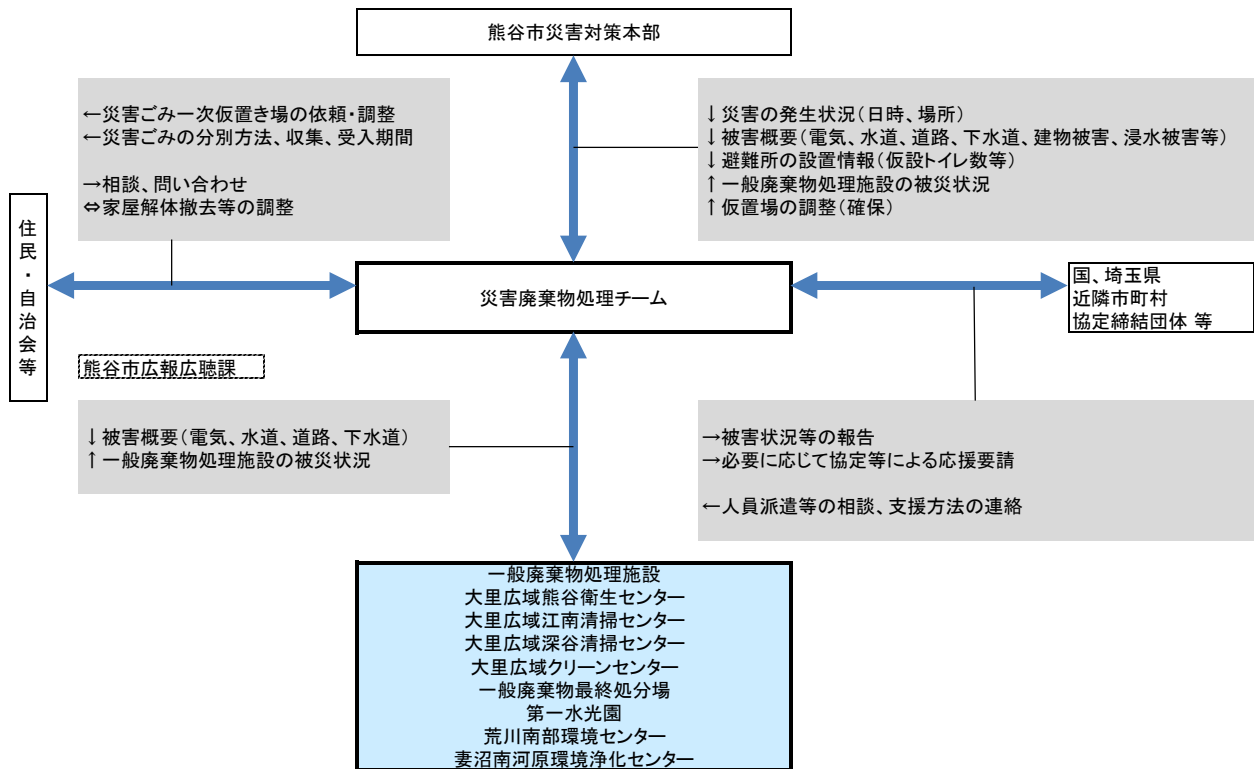 熊谷市災害対策本部
←災害ごみ一次仮置き場の依頼・調整
←災害ごみの分別方法、収集、受入期間
→相談、問い合わせ
⇔家屋解体撤去等の調整
↓災害の発生状況(日時、場所)
↓被害概要(電気、水道、道路、下水道、建物被害、浸水被害等)
↓避難所の設置情報(仮設トイレ数等)
↑一般廃棄物処理施設の被災状況
↑仮置場の調整(確保)
住民・自治会等
災害廃棄物処理チーム
国、埼玉県
近隣市町村
協定締結団体 等
熊谷市広報広聴課
↓被害概要(電気、水道、道路、下水道)
↑一般廃棄物処理施設の被災状況
→被害状況等の報告
→必要に応じて協定等による応援要請
←人員派遣等の相談、支援方法の連絡
一般廃棄物処理施設
大里広域熊谷衛生センター
大里広域江南清掃センター
大里広域深谷清掃センター
大里広域クリーンセンター
一般廃棄物最終処分場
第一水光園
荒川南部環境センター
妻沼南河原環境浄化センター